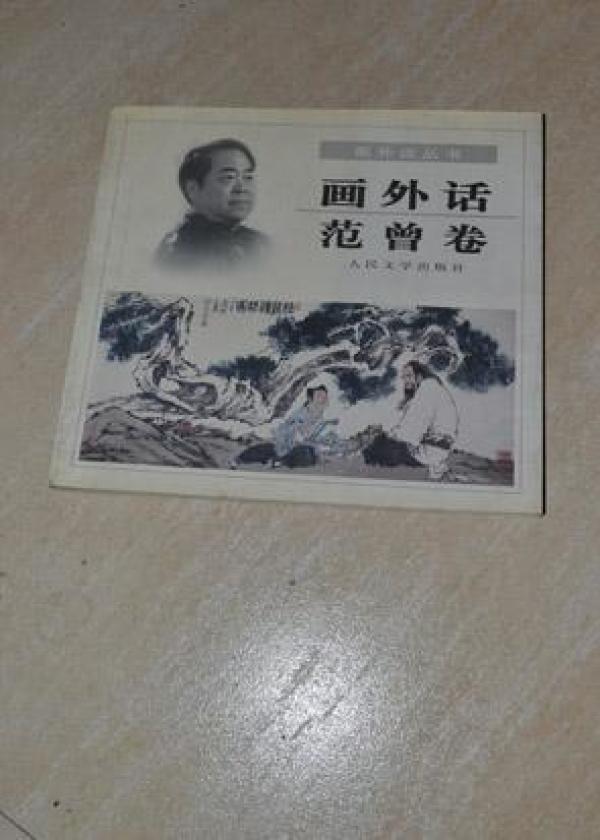 画外话丛书
画外话
范曾卷
人民文学出版社